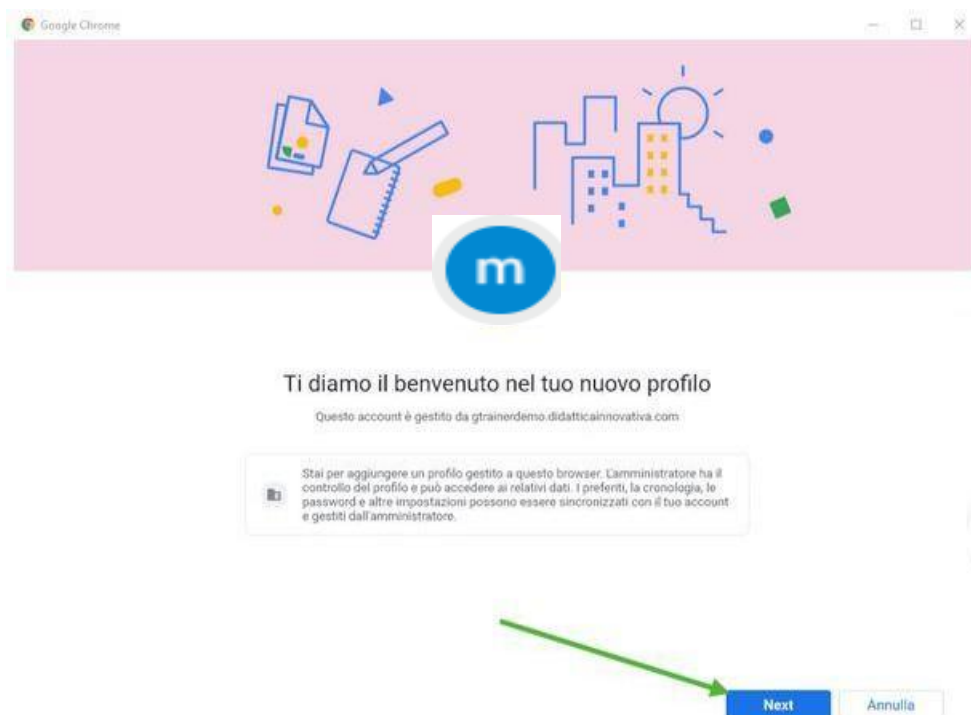 Google Chrome
m
Ti diamo il benvenuto nel tuo nuovo profilo
Questo account è gestito da gtrainerdemo.didatticainnovativa.com
Stai per aggiungere un profilo gestito a questo browser. L'amministratore ha il
controllo del profilo e può accedere ai relativi dati. I preferiti, la cronologia, le
password e altre impostazioni possono essere sincronizzati con il tuo account
e gestiti dall'amministratore.
Next Annulla